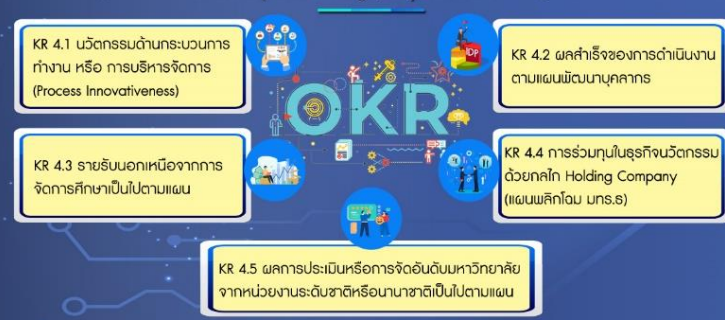 KR 4.1 นวัตกรรมด้านกระบวนการ
ทำงาน หรือ การบริหารจัดการ
(Process Innovativeness)
IDP
KR 4.2 ผลสำเร็จของการดำเนินงาน
ตามแผนพัฒนาบุคลากร
OKR
KR 4.3 รายรับนอกเหนือจากการ
จัดการศึกษาเป็นไปตามแผน
KR 4.4 การร่วมทุนในธุรกิจนวัตกรรม
ด้วยกลไก Holding Company
(แผนพลิกโฉม มทร.ธ)
KR 4.5 ผลการประเมินหรือการจัดอันดับมหาวิทยาลัย
จากหน่วยงานระดับชาติหรือนานาชาติเป็นไปตามแผน